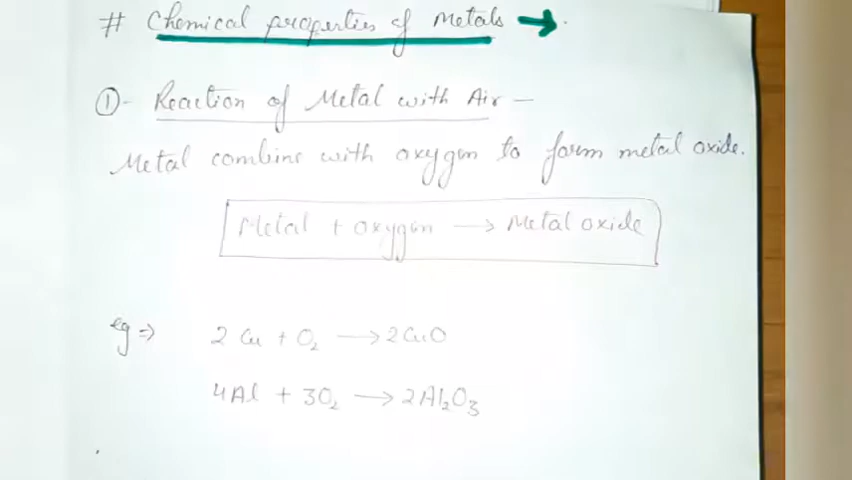 # Chemical properties of Metals →
① - Reaction of Metal with Air -
Metal combine with oxygen to form metal oxide.
Metal + oxygen → Metal oxide
eg ⇒ 2 Cu + O₂ → 2CuO
4Al + 3O₂ → 2Al₂O₃